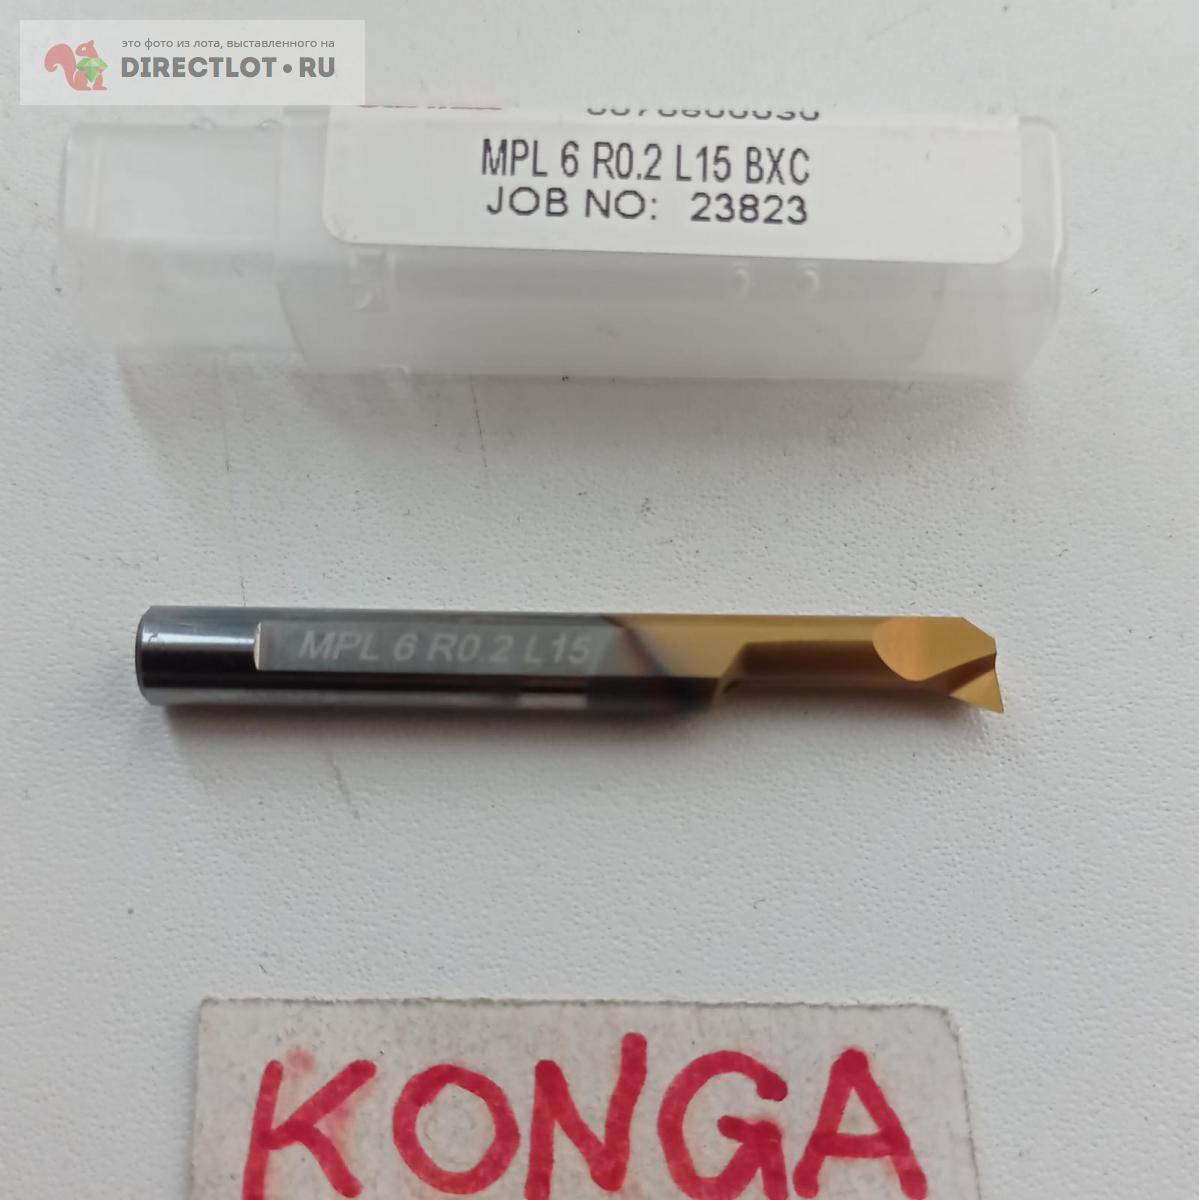 это фото из лота, выставленного на
DIRECTLOT•RU
MPL 6 R0.2 L15 BXC
JOB NO: 23823
MPL 6 R0.2 L15
KONGA